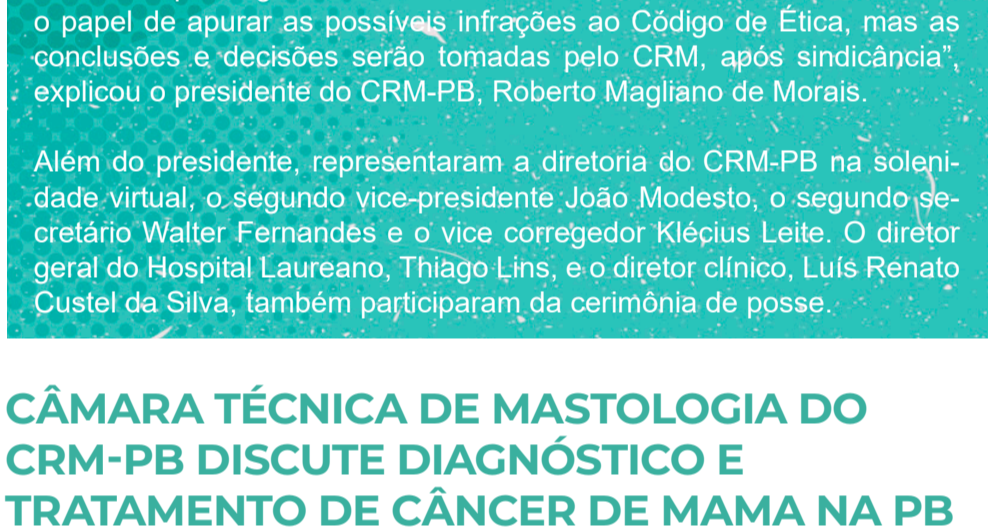 o papel de apurar as possíveis infrações ao Código de Ética, mas as
conclusões e decisões serão tomadas pelo CRM, após sindicância”,
explicou o presidente do CRM-PB, Roberto Magliano de Morais.
Além do presidente, representaram a diretoria do CRM-PB na soleni-
dade virtual, o segundo vice-presidente João Modesto, o segundo se-
cretário Walter Fernandes e o vice corregedor Klécius Leite. O diretor
geral do Hospital Laureano, Thiago Lins, e o diretor clínico, Luís Renato
Custel da Silva, também participaram da cerimônia de posse.
CÂMARA TÉCNICA DE MASTOLOGIA DO
CRM-PB DISCUTE DIAGNÓSTICO E
TRATAMENTO DE CÂNCER DE MAMA NA PB